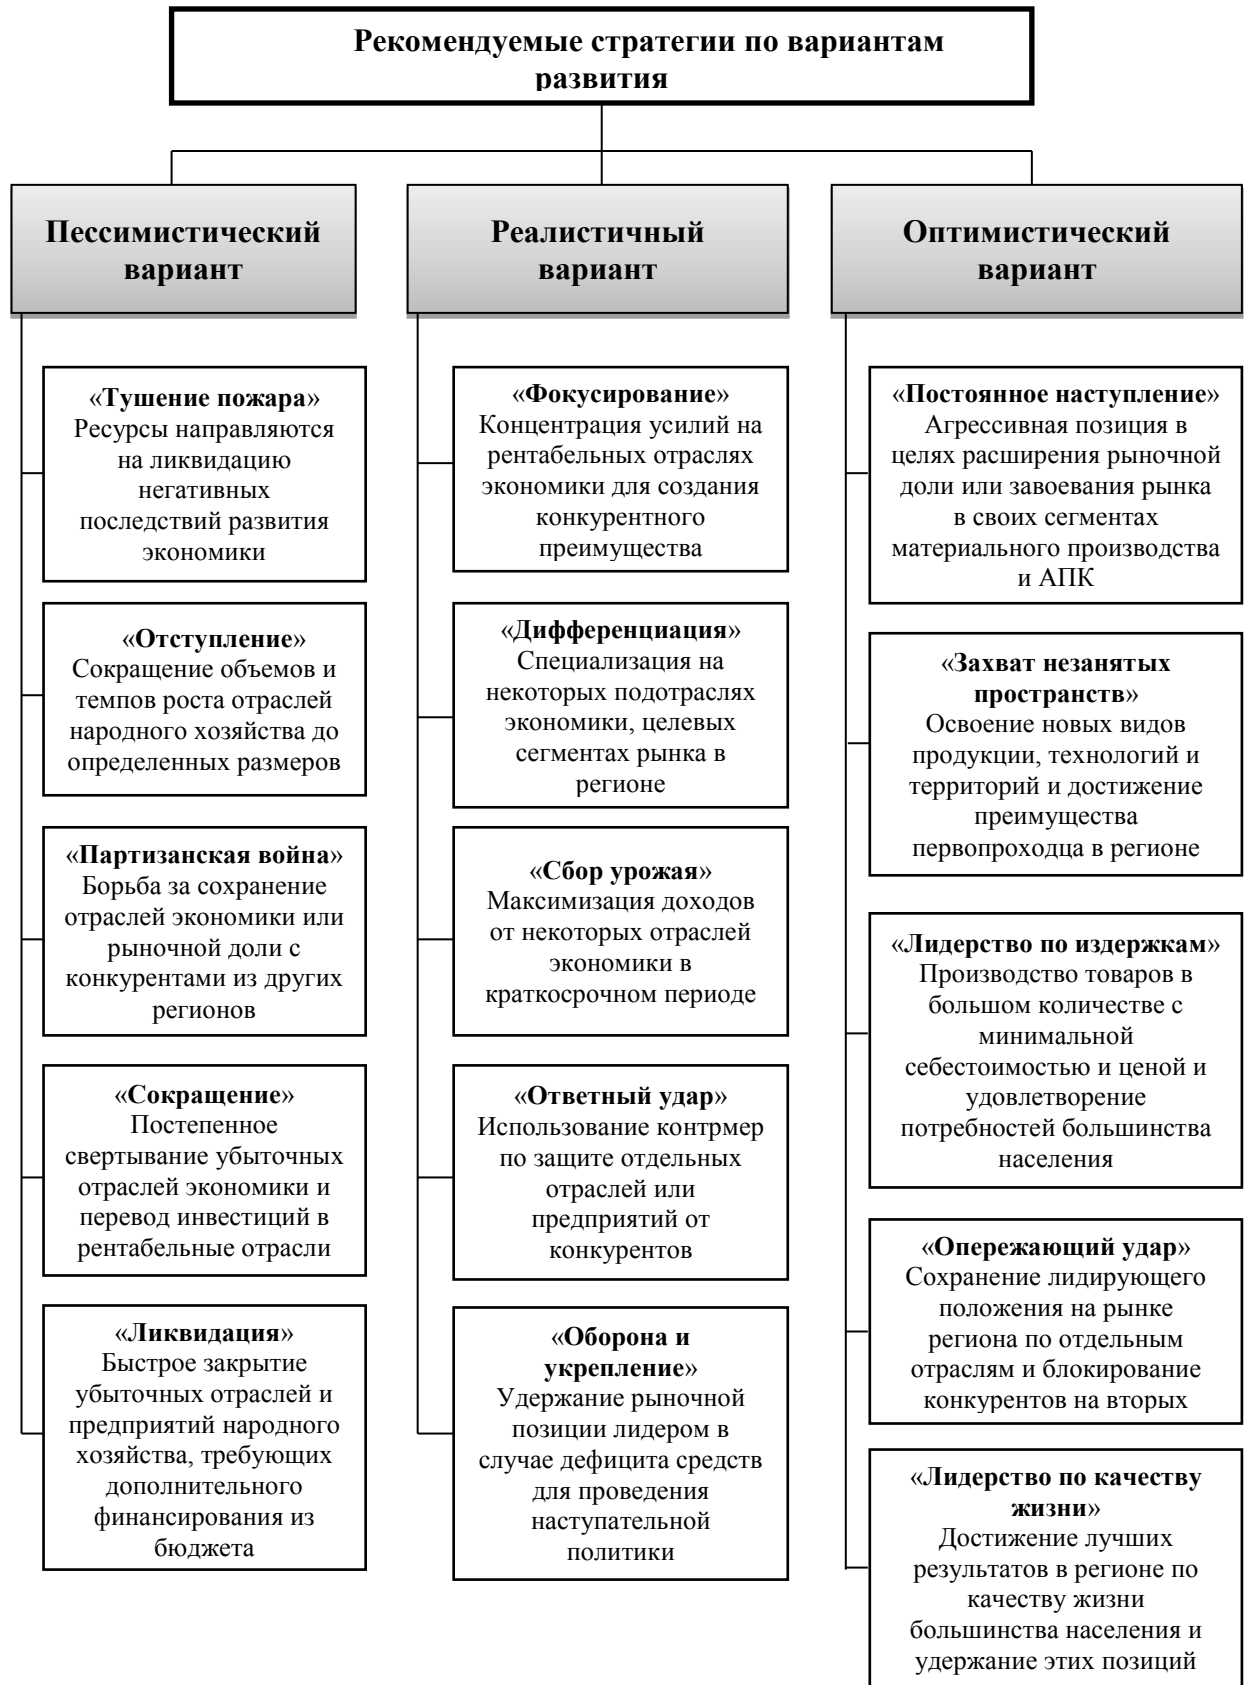 Рекомендуемые стратегии по вариантам
развития
Пессимистический
вариант
«Тушение пожара»
Ресурсы направляются
на ликвидацию
негативных
последствий развития
экономики
«Отступление»
Сокращение объемов и
темпов роста отраслей
народного хозяйства до
определенных размеров
«Партизанская война»
Борьба за сохранение
отраслей экономики или
рыночной доли с
конкурентами из других
регионов
«Сокращение»
Постепенное
свертывание убыточных
отраслей экономики и
перевод инвестиций в
рентабельные отрасли
«Ликвидация»
Быстрое закрытие
убыточных отраслей и
предприятий народного
хозяйства, требующих
дополнительного
финансирования из
бюджета
Реалистичный
вариант
«Фокусирование»
Концентрация усилий на
рентабельных отраслях
экономики для создания
конкурентного
преимущества
«Дифференциация»
Специализация на
некоторых подотраслях
экономики, целевых
сегментах рынка в
регионе
«Сбор урожая»
Максимизация доходов
от некоторых отраслей
экономики в
краткосрочном периоде
«Ответный удар»
Использование контрмер
по защите отдельных
отраслей или
предприятий от
конкурентов
«Оборона и
укрепление»
Удержание рыночной
позиции лидером в
случае дефицита средств
для проведения
наступательной
политики
Оптимистический
вариант
«Постоянное наступление»
Агрессивная позиция в
целях расширения рыночной
доли или завоевания рынка
в своих сегментах
материального производства
и АПК
«Захват незанятых
пространств»
Освоение новых видов
продукции, технологий и
территорий и достижение
преимущества
первопроходца в регионе
«Лидерство по издержкам»
Производство товаров в
большом количестве с
минимальной
себестоимостью и ценой и
удовлетворение
потребностей большинства
населения
«Опережающий удар»
Сохранение лидирующего
положения на рынке
региона по отдельным
отраслям и блокирование
конкурентов на вторых
«Лидерство по качеству
жизни»
Достижение лучших
результатов в регионе по
качеству жизни
большинства населения и
удержание этих позиций